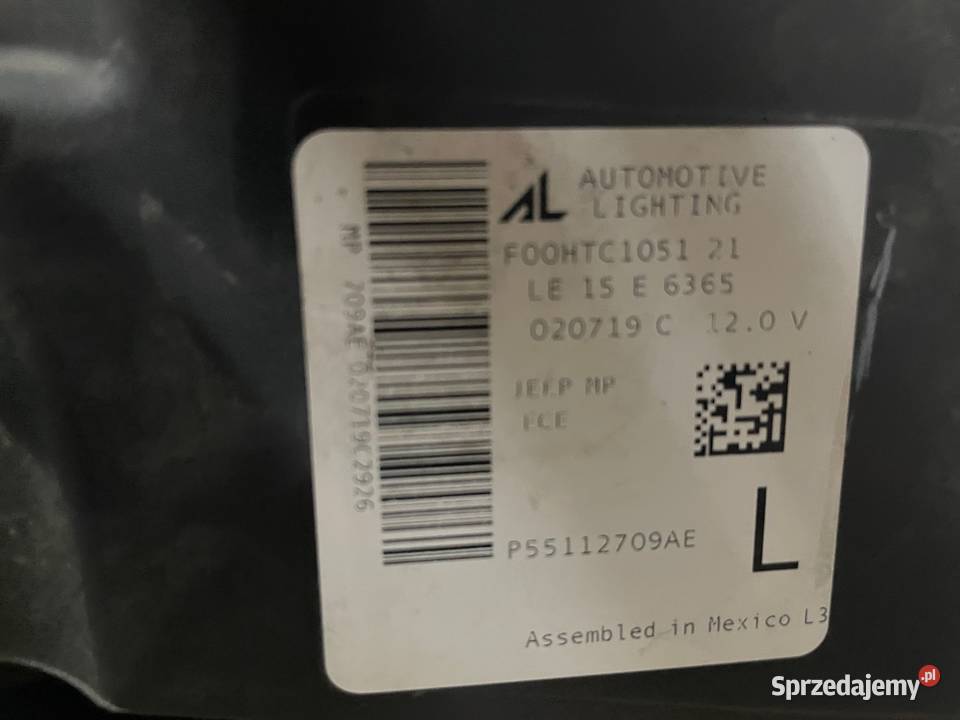 AL AUTOMOTIVE
LIGHTING
F00HTC1051 21
LE 15 E 6365
020719 C 12.0 V
JEEP MP
ECE
MP 709AE 020719C2926
P55112709AE
L
Assembled in Mexico L3
Sprzedajemy.pl